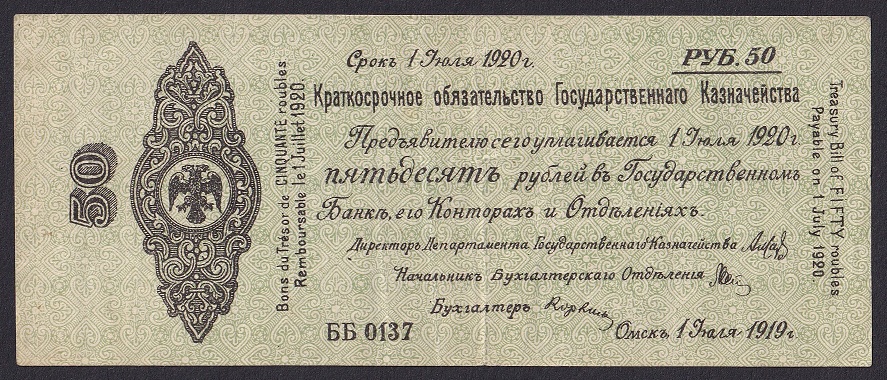 50
Bons du Trésor de CINQUANTE roubles
Remboursable le 1 Juillet 1920.
Срокъ 1 Июля 1920 г.
РУБ. 50
Краткосрочное обязательство Государственнаго Казначейства
Предъявителю сего уплачивается 1 Июля 1920 г.
пятьдесятъ рублей въ Государственномъ
Банкѣ, его Конторахъ и Отдѣленіяхъ.
Директоръ Департамента Государственнаго Казначейства
Начальникъ Бухгалтерскаго Отдѣленія
Бухгалтеръ
ББ 0137
Омскъ, 1 Июля 1919 г.
Treasury Bill of FIFTY roubles
Payable on 1 July 1920.